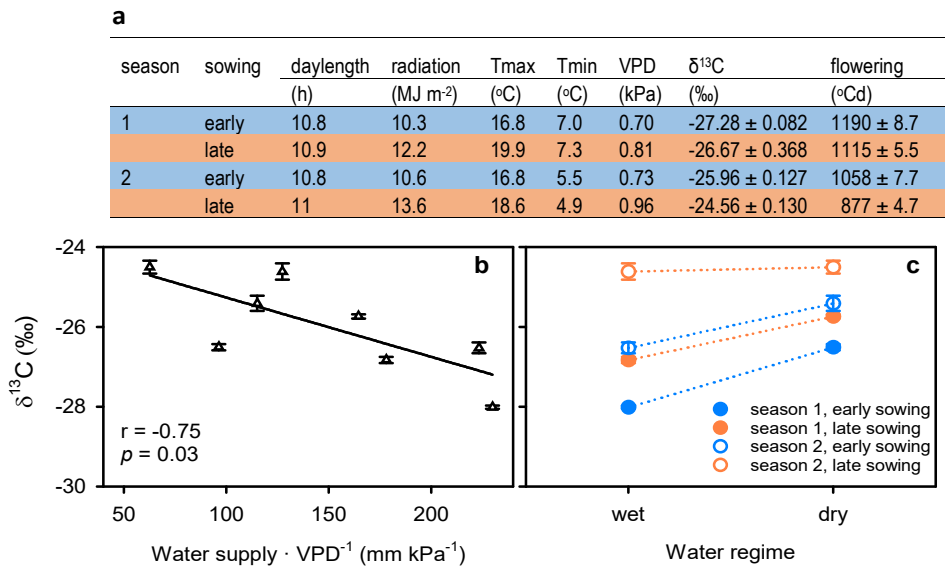 a
season sowing daylength radiation Tmax Tmin VPD δ¹³C flowering
(h) (MJ m⁻²) (ºC) (ºC) (kPa) (‰) (ºCd)
1 early 10.8 10.3 16.8 7.0 0.70 -27.28 ± 0.082 1190 ± 8.7
late 10.9 12.2 19.9 7.3 0.81 -26.67 ± 0.368 1115 ± 5.5
2 early 10.8 10.6 16.8 5.5 0.73 -25.96 ± 0.127 1058 ± 7.7
late 11 13.6 18.6 4.9 0.96 -24.56 ± 0.130 877 ± 4.7
b
c
-24
-26
-28
-30
δ¹³C (‰)
r = -0.75
p = 0.03
50 100 150 200
Water supply · VPD⁻¹ (mm kPa⁻¹)
season 1, early sowing
season 1, late sowing
season 2, early sowing
season 2, late sowing
wet dry
Water regime